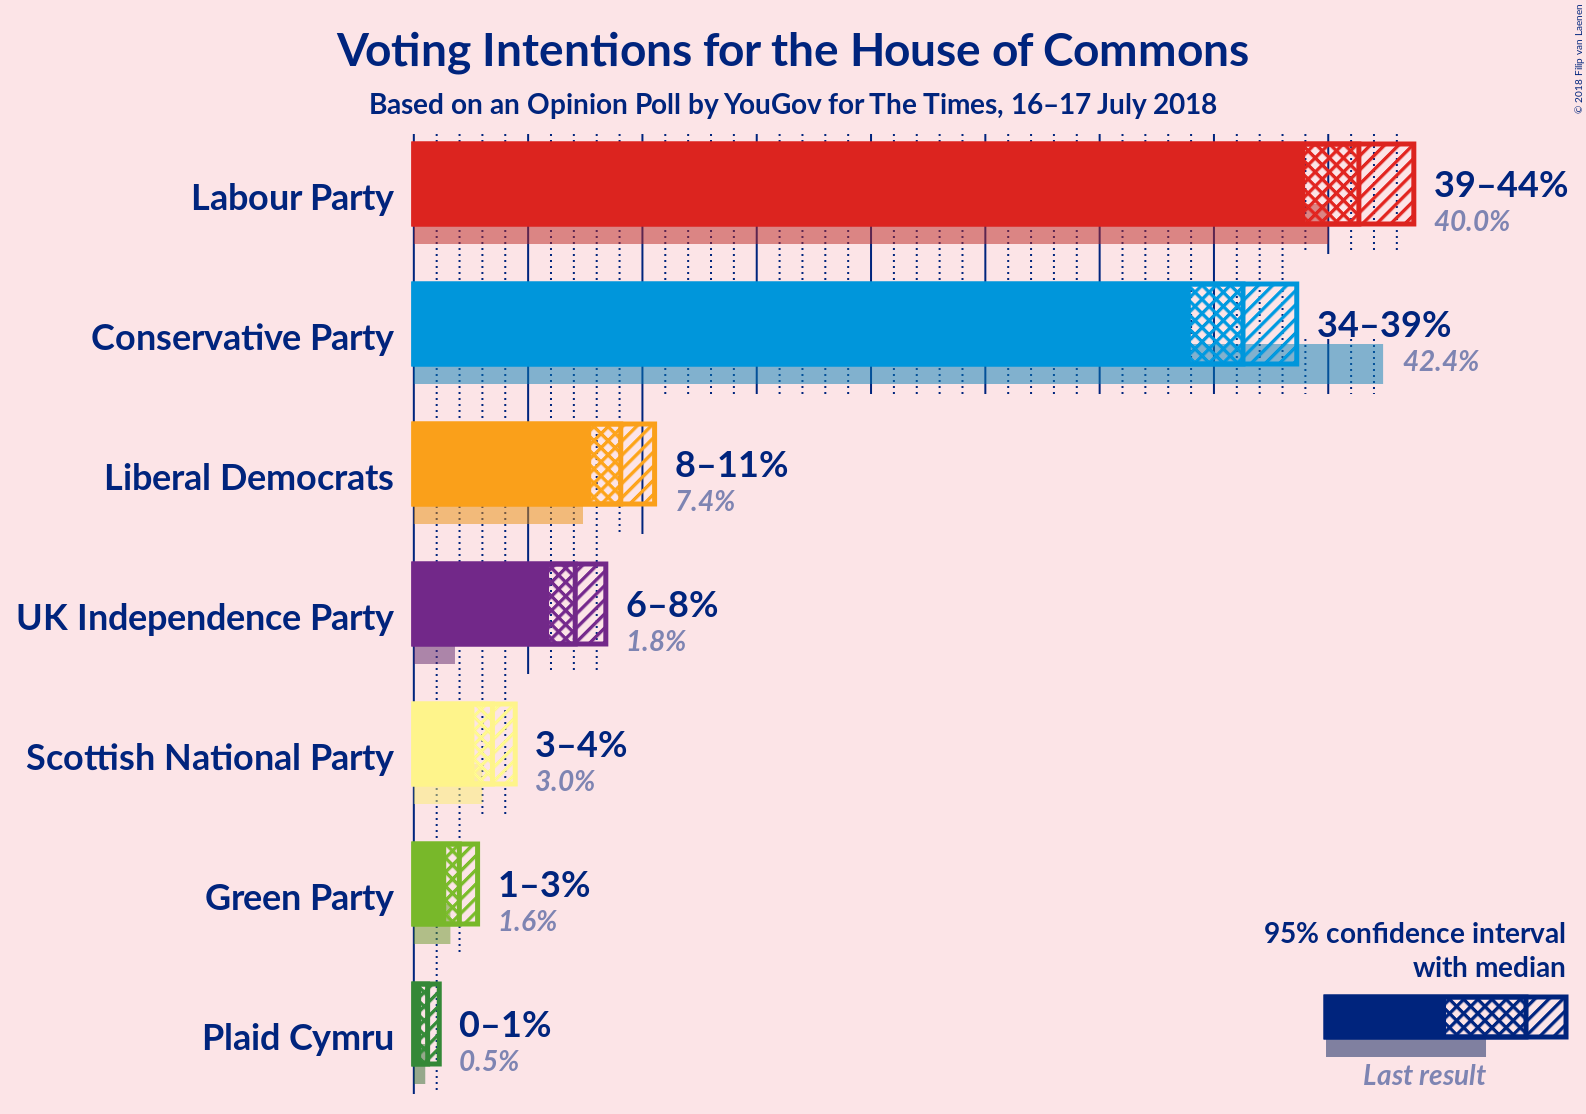 Voting Intentions for the House of Commons
Based on an Opinion Poll by YouGov for The Times, 16–17 July 2018
© 2018 Filip van Laenen
Labour Party
39–44%
40.0%
Conservative Party
34–39%
42.4%
Liberal Democrats
8–11%
7.4%
UK Independence Party
6–8%
1.8%
Scottish National Party
3–4%
3.0%
Green Party
1–3%
1.6%
Plaid Cymru
0–1%
0.5%
95% confidence interval
with median
Last result